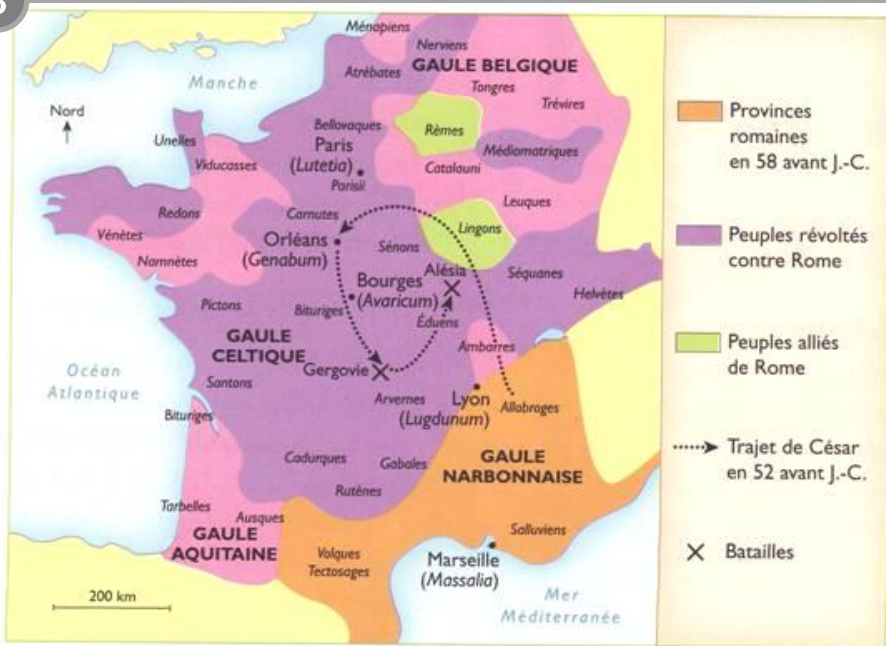 Ménapiens
Nerviens
GAULE BELGIQUE
Atrébates
Manche
Tongres
Trévires
Nord
Bellovaques
Rèmes
Unelles
Paris
(Lutetia)
Médiomatriques
Viducasses
Catalauni
Parisii
Leuques
Redons
Carnutes
Vénètes
Orléans
(Genabum)
Lingons
Sénons
Namnètes
Alésia
Séquanes
Bourges
(Avaricum)
Helvètes
Pictons
Bituriges
Éduens
GAULE
CELTIQUE
Ambarres
Océan
Atlantique
Gergovie
Santons
Arvernes
Lyon
(Lugdunum)
Allobroges
Bituriges
Cadurques
Gabales
GAULE
NARBONNAISE
Rutènes
Tarbelles
Ausques
GAULE
AQUITAINE
Salluviens
Volques
Tectosages
Marseille
(Massalia)
200 km
Mer
Méditerranée
Provinces
romaines
en 58 avant J.-C.
Peuples révoltés
contre Rome
Peuples alliés
de Rome
Trajet de César
en 52 avant J.-C.
Batailles